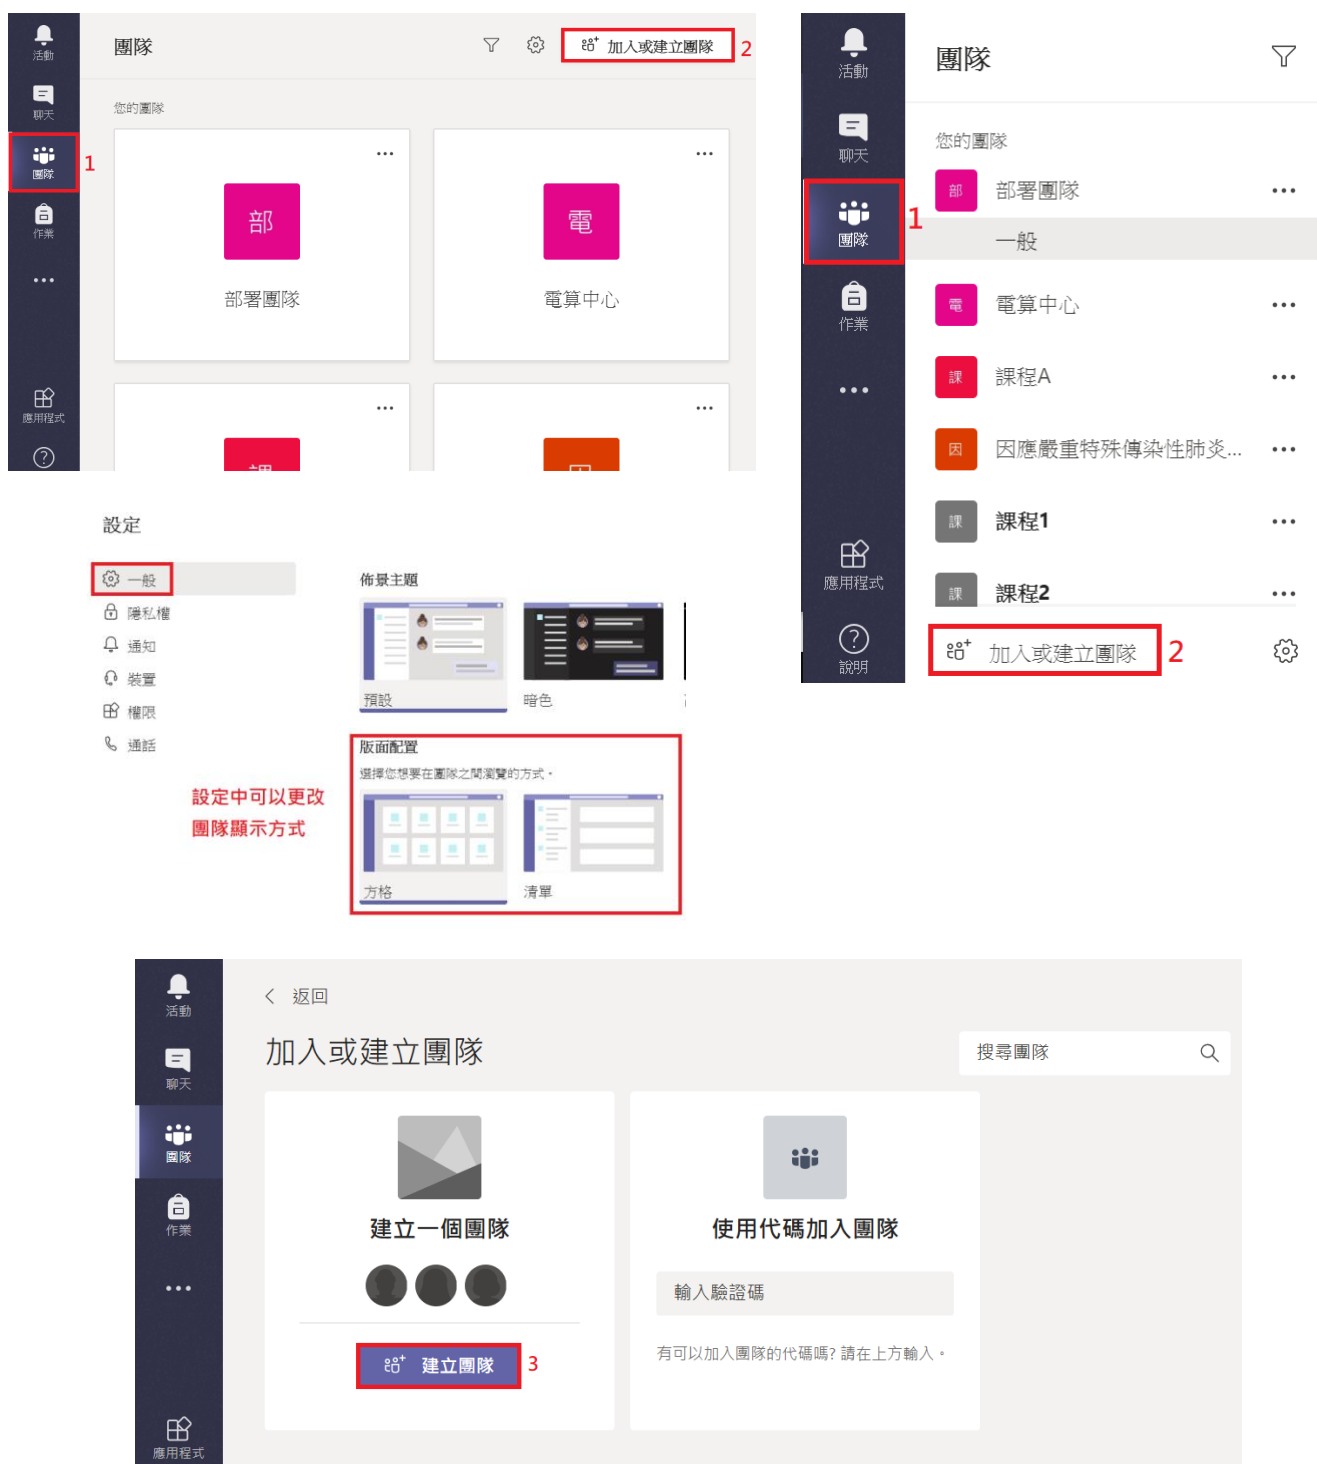 活動
團隊
加入或建立團隊
2
聊天
您的團隊
團隊
1
部
電
作業
部署團隊
電算中心
應用程式
活動
團隊
您的團隊
聊天
部 部署團隊
團隊
1
一般
電 電算中心
作業
課 課程A
因 因應嚴重特殊傳染性肺炎...
課 課程1
課 課程2
應用程式
說明
加入或建立團隊
2
設定
一般
隱私權
通知
裝置
權限
通話
佈景主題
預設
暗色
版面配置
選擇您想要在團隊之間瀏覽的方式。
設定中可以更改
團隊顯示方式
方格
清單
活動
返回
加入或建立團隊
搜尋團隊
聊天
團隊
作業
建立一個團隊
使用代碼加入團隊
輸入驗證碼
建立團隊
3
有可以加入團隊的代碼嗎? 請在上方輸入。
應用程式